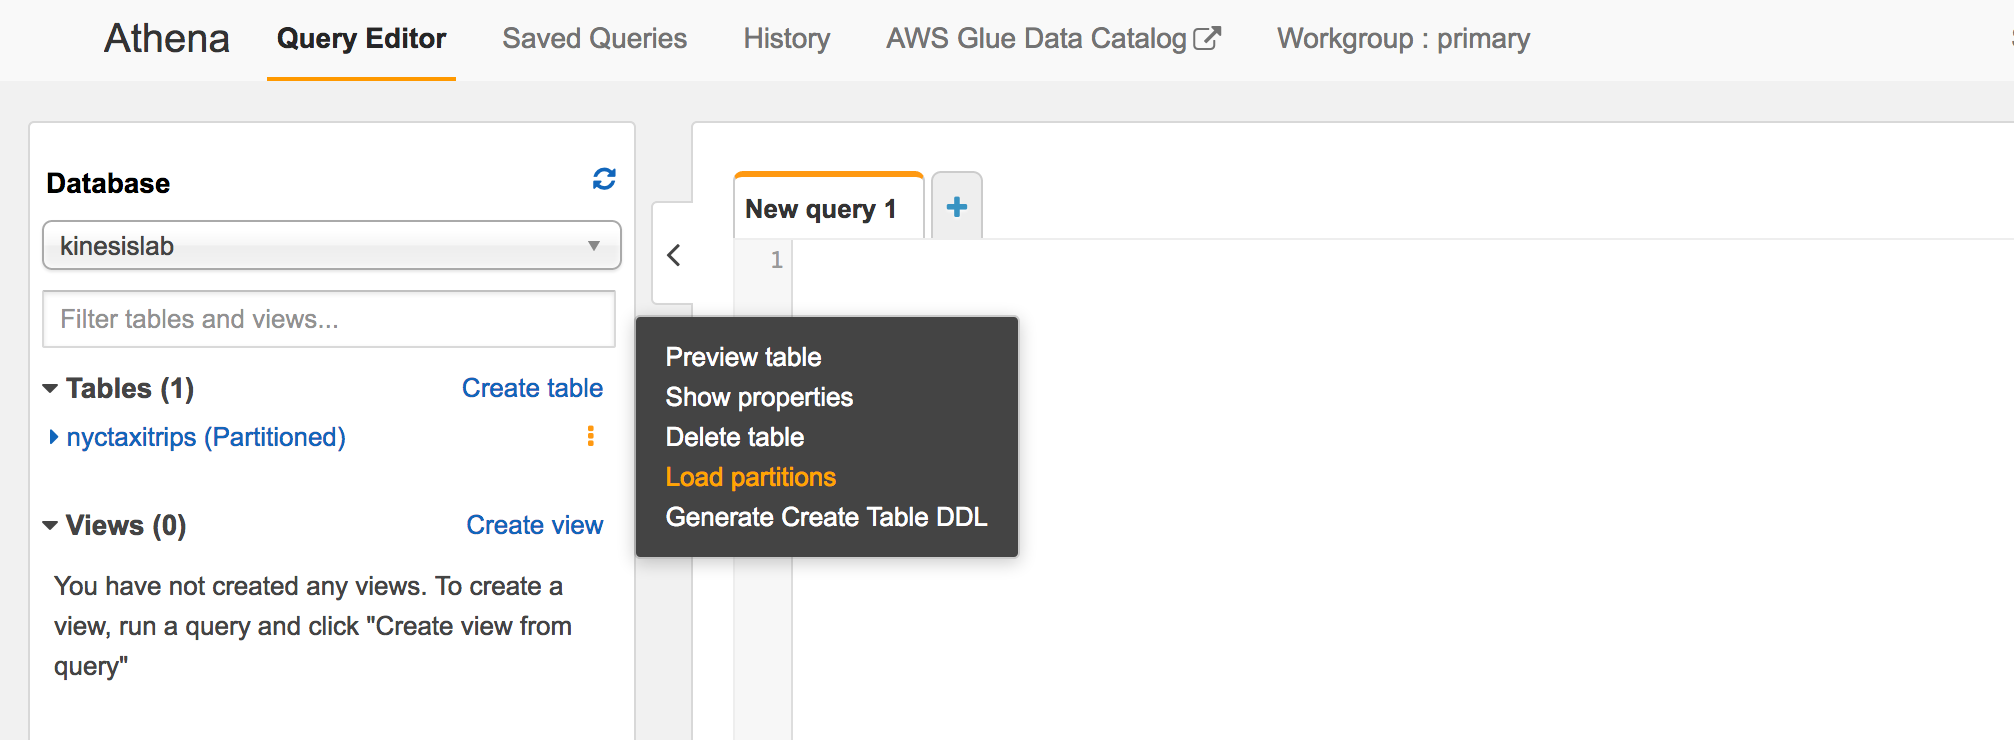 Athena Query Editor Saved Queries History AWS Glue Data Catalog Workgroup : primary
Database
kinesislab
Filter tables and views...
Tables (1) Create table
nyctaxitrips (Partitioned)
Views (0) Create view
You have not created any views. To create a
view, run a query and click "Create view from
query"
New query 1
1
Preview table
Show properties
Delete table
Load partitions
Generate Create Table DDL